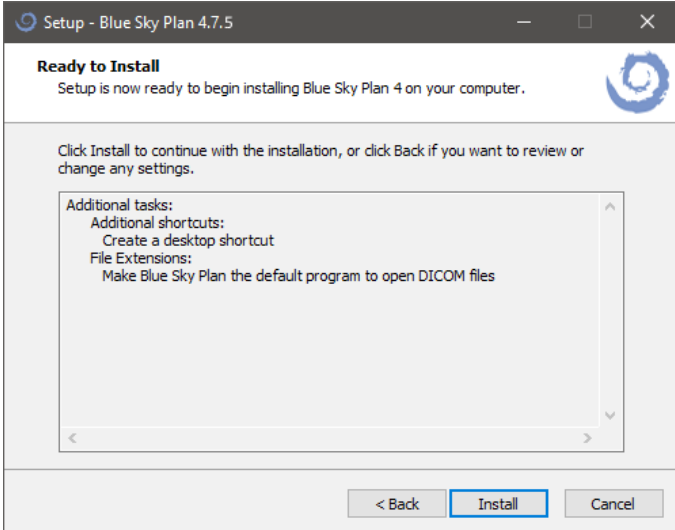 Setup - Blue Sky Plan 4.7.5
Ready to Install
Setup is now ready to begin installing Blue Sky Plan 4 on your computer.
Click Install to continue with the installation, or click Back if you want to review or
change any settings.
Additional tasks:
Additional shortcuts:
Create a desktop shortcut
File Extensions:
Make Blue Sky Plan the default program to open DICOM files
< Back
Install
Cancel